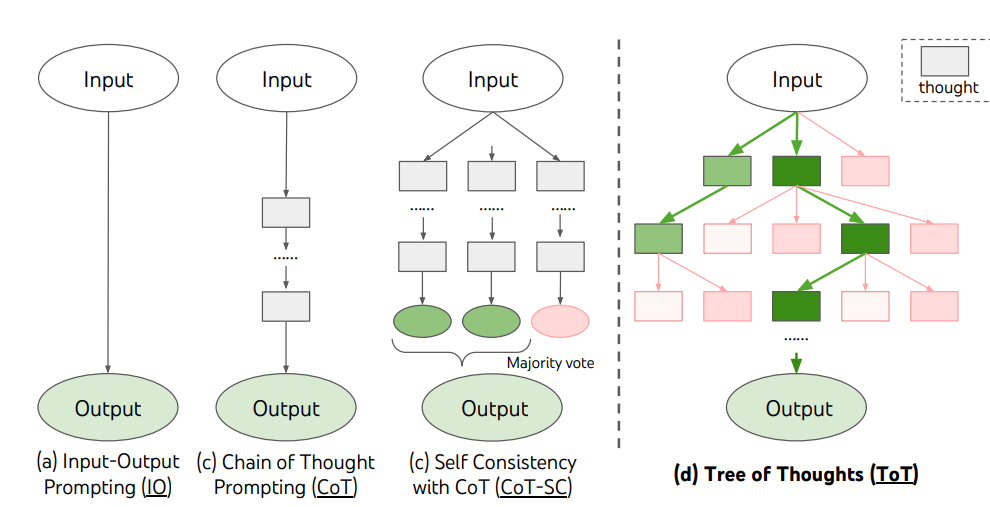 Input
Input
Input
Input
thought
......
......
......
......
......
Majority vote
Output
Output
Output
Output
(a) Input-Output
Prompting (IO)
(c) Chain of Thought
Prompting (CoT)
(c) Self Consistency
with CoT (CoT-SC)
(d) Tree of Thoughts (ToT)